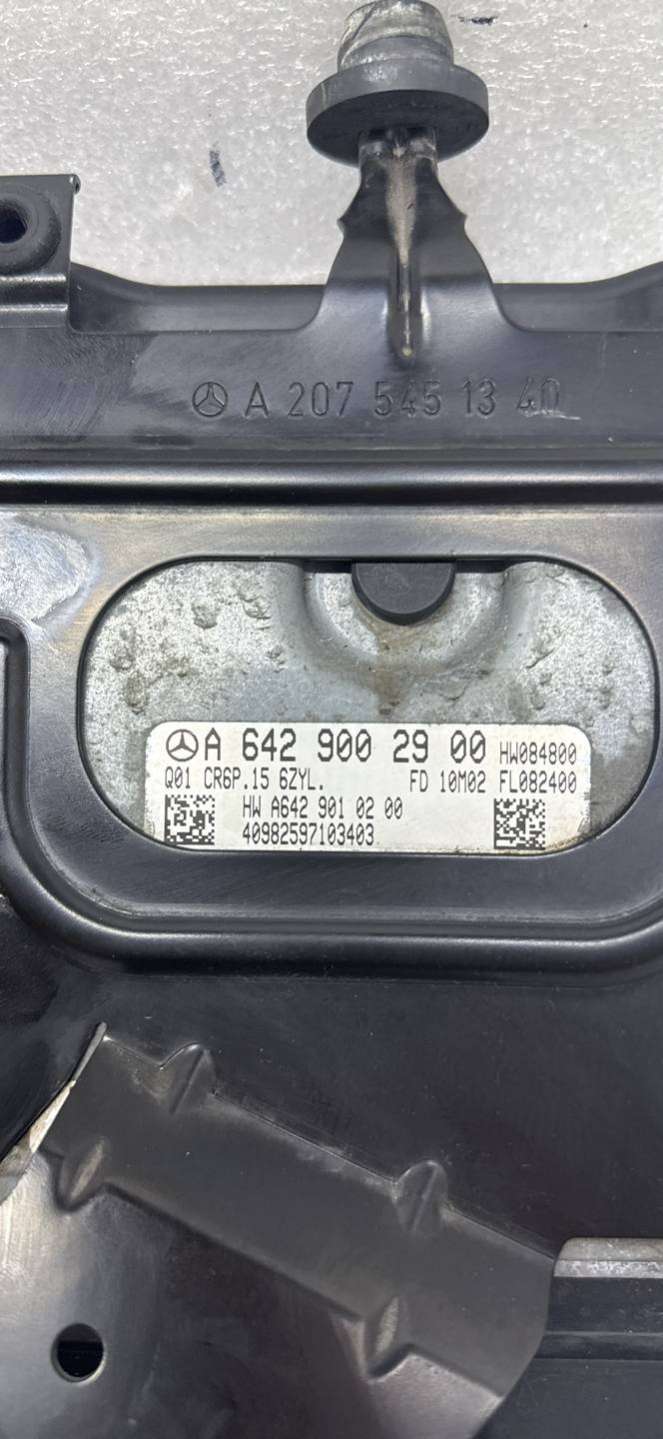 A 207 545 13 40
A 642 900 29 00 HW084800
Q01 CR6P.15 6ZYL. FD 10M02 FL082400
HW A642 901 02 00
40982597103403